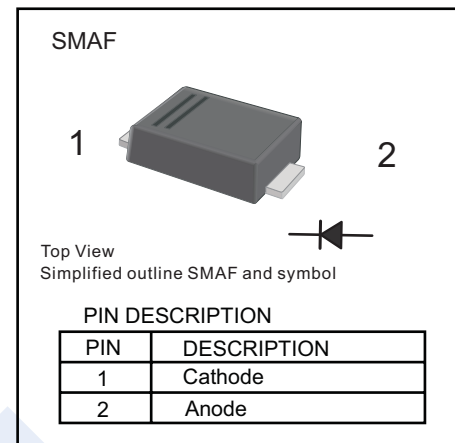 SMAF
1
2
Top View
Simplified outline SMAF and symbol
PIN DESCRIPTION
PIN DESCRIPTION
1 Cathode
2 Anode